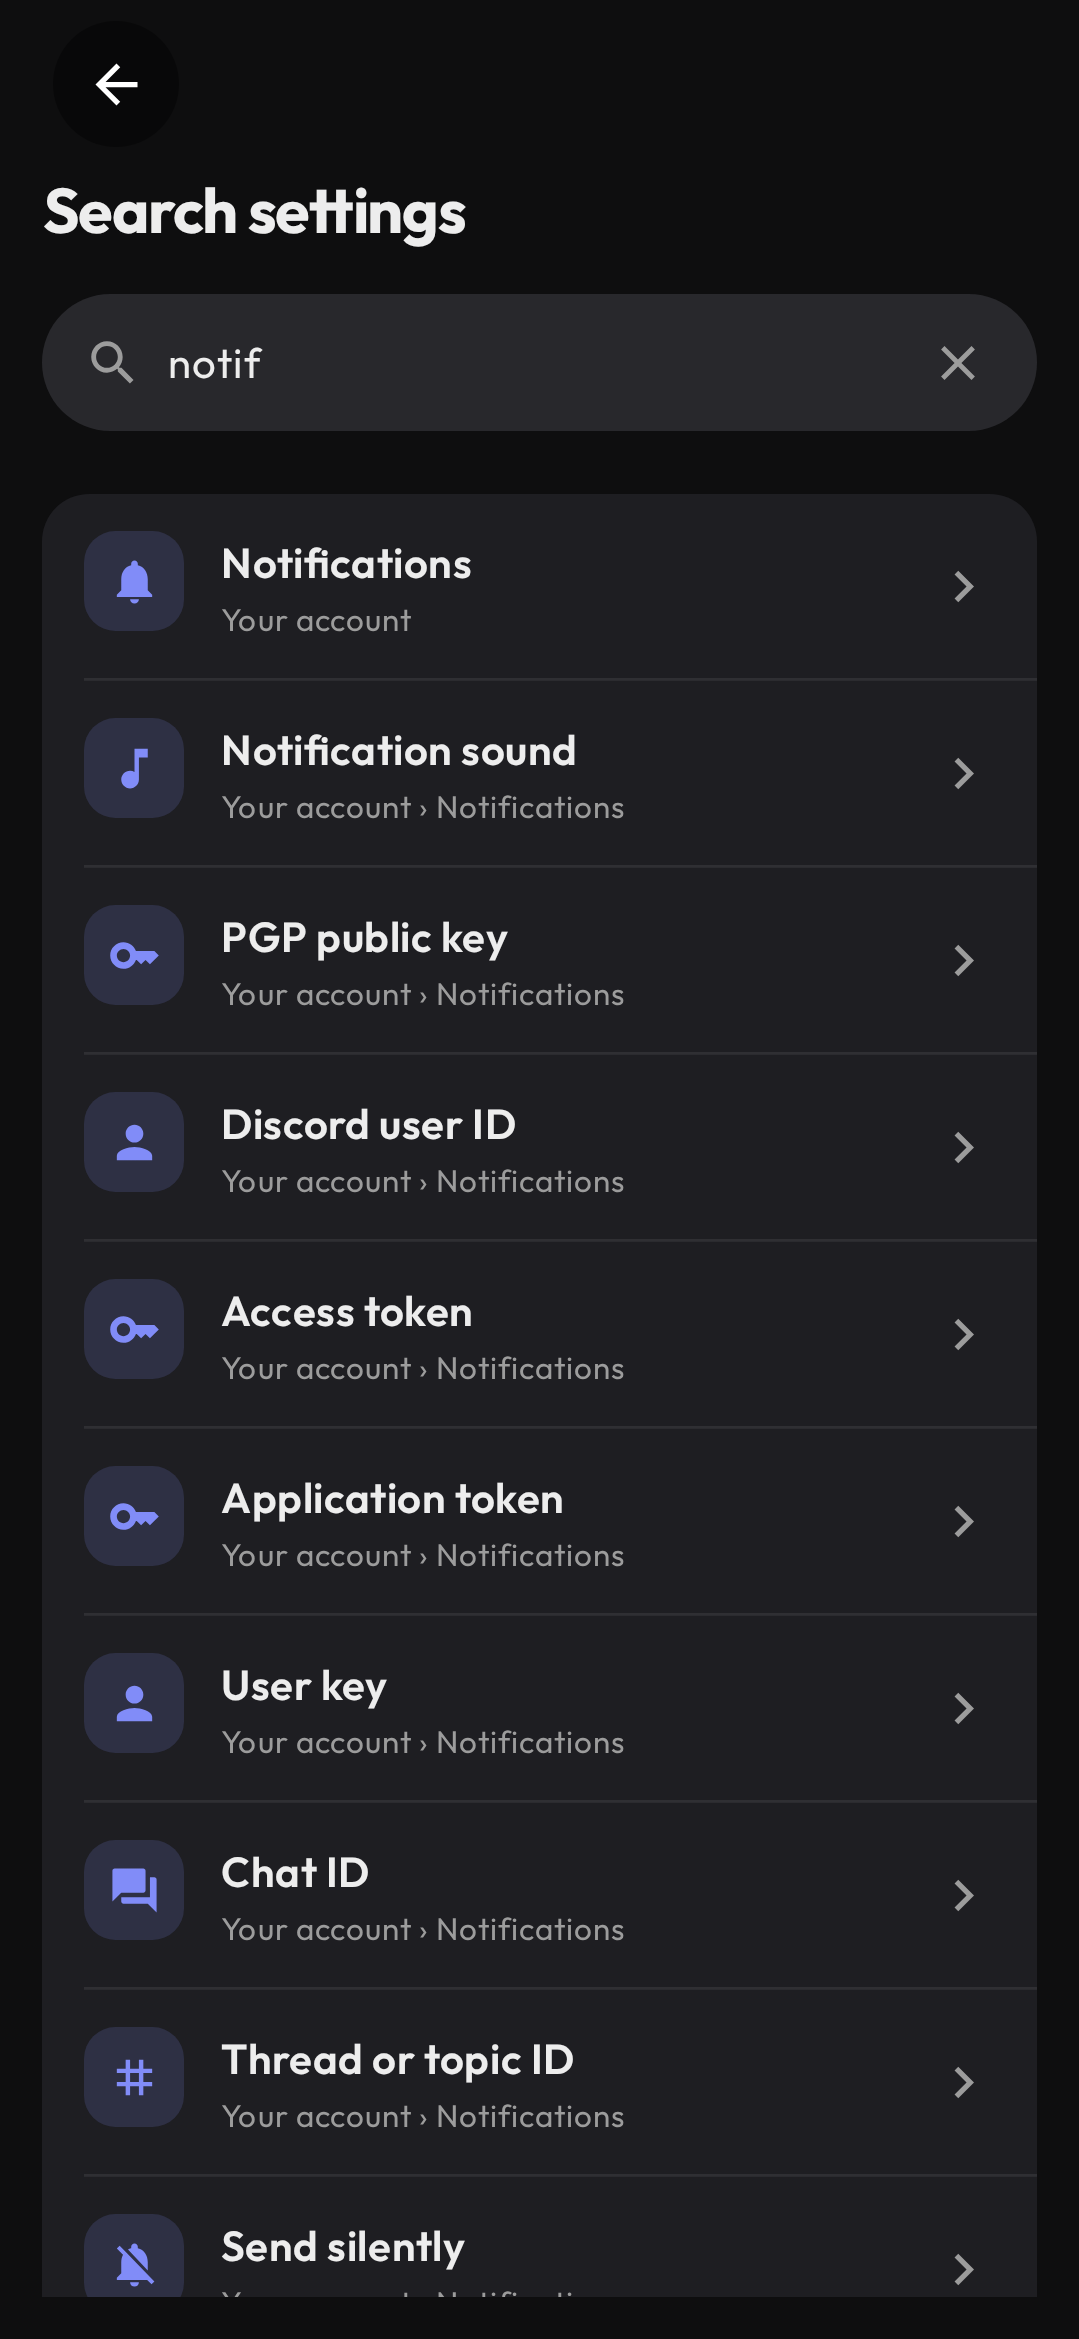 Search settings
notif
Notifications
Your account
Notification sound
Your account › Notifications
PGP public key
Your account › Notifications
Discord user ID
Your account › Notifications
Access token
Your account › Notifications
Application token
Your account › Notifications
User key
Your account › Notifications
Chat ID
Your account › Notifications
Thread or topic ID
Your account › Notifications
Send silently